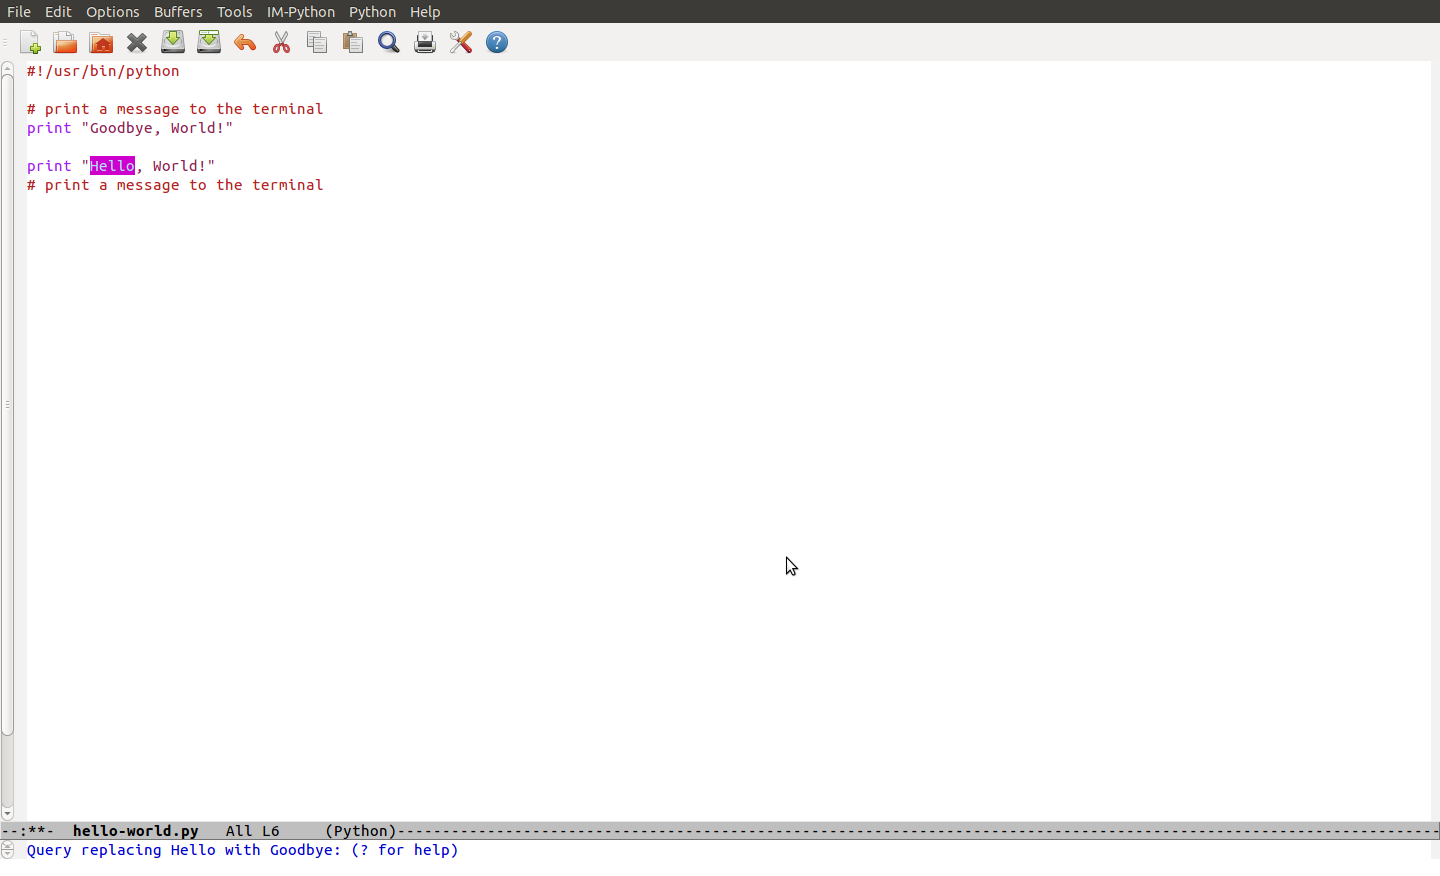 File Edit Options Buffers Tools IM-Python Python Help
#!/usr/bin/python
# print a message to the terminal
print "Goodbye, World!"
print "Hello, World!"
# print a message to the terminal
--:**- hello-world.py All L6 (Python)--------------------------------------------------------------------------------------------------------------------
Query replacing Hello with Goodbye: (? for help)